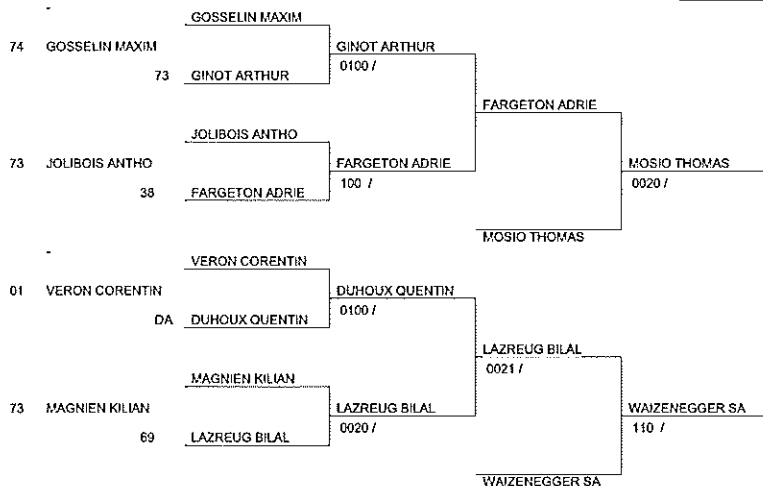 -
GOSSELIN MAXIM
74 GOSSELIN MAXIM
GINOT ARTHUR
0100 /
73 GINOT ARTHUR
FARGETON ADRIE
JOLIBOIS ANTHO
73 JOLIBOIS ANTHO
FARGETON ADRIE
100 /
MOSIO THOMAS
0020 /
38 FARGETON ADRIE
MOSIO THOMAS
-
VERON CORENTIN
01 VERON CORENTIN
DUHOUX QUENTIN
0100 /
DA DUHOUX QUENTIN
LAZREUG BILAL
0021 /
MAGNIEN KILIAN
73 MAGNIEN KILIAN
LAZREUG BILAL
0020 /
WAIZENEGGER SA
110 /
69 LAZREUG BILAL
WAIZENEGGER SA